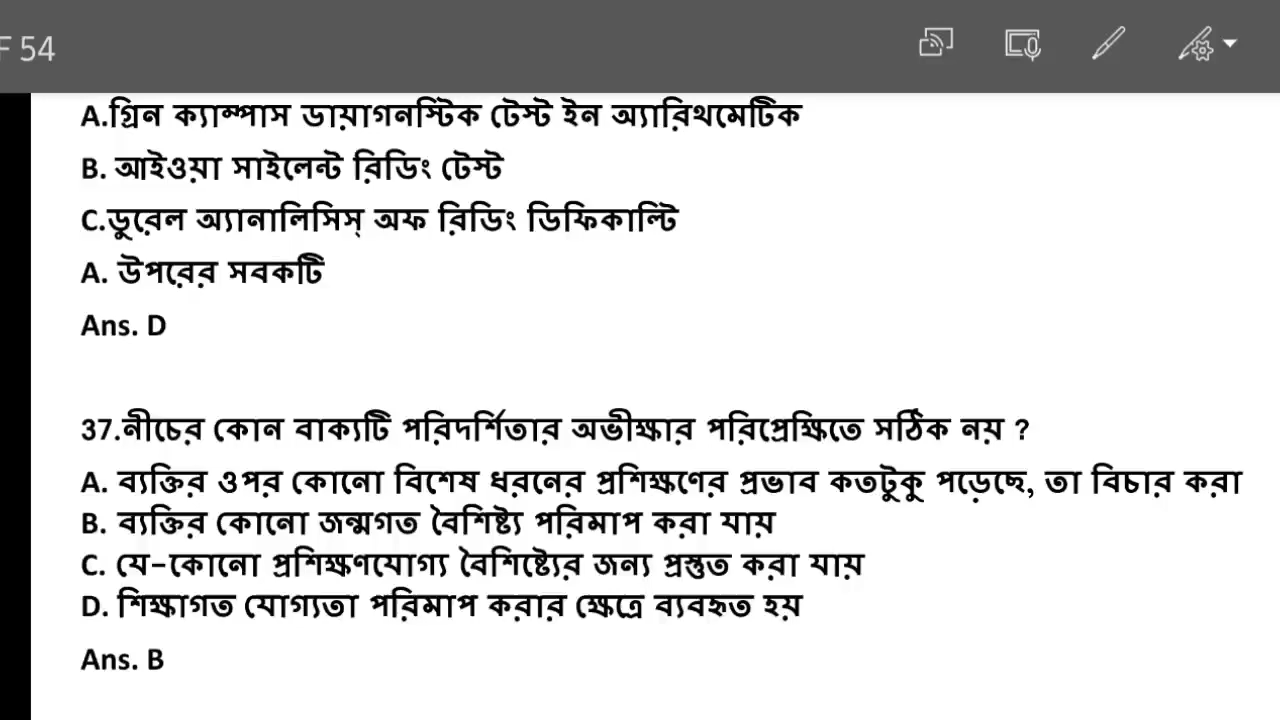 F 54
A.গ্রিন ক্যাম্পাস ডায়াগনস্টিক টেস্ট ইন অ্যারিথমেটিক
B. আইওয়া সাইলেন্ট রিডিং টেস্ট
C.ডুরেল অ্যানালিসিস্ অফ রিডিং ডিফিকাল্টি
A. উপরের সবকটি
Ans. D
37.নীচের কোন বাক্যটি পরিদর্শিতার অভীক্ষার পরিপ্রেক্ষিতে সঠিক নয় ?
A. ব্যক্তির ওপর কোনো বিশেষ ধরনের প্রশিক্ষণের প্রভাব কতটুকু পড়েছে, তা বিচার করা
B. ব্যক্তির কোনো জন্মগত বৈশিষ্ট্য পরিমাপ করা যায়
C. যে-কোনো প্রশিক্ষণযোগ্য বৈশিষ্ট্যের জন্য প্রস্তুত করা যায়
D. শিক্ষাগত যোগ্যতা পরিমাপ করার ক্ষেত্রে ব্যবহৃত হয়
Ans. B